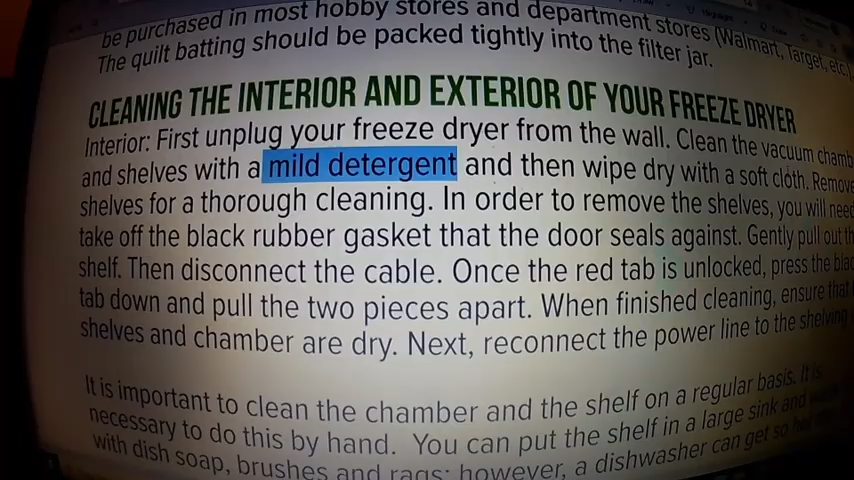 be purchased in most hobby stores and department stores (Walmart, Target, etc).
The quilt batting should be packed tightly into the filter jar.
CLEANING THE INTERIOR AND EXTERIOR OF YOUR FREEZE DRYER
Interior: First unplug your freeze dryer from the wall. Clean the vacuum chamb
and shelves with a mild detergent and then wipe dry with a soft cloth. Remove
shelves for a thorough cleaning. In order to remove the shelves, you will need
take off the black rubber gasket that the door seals against. Gently pull out th
shelf. Then disconnect the cable. Once the red tab is unlocked, press the blac
tab down and pull the two pieces apart. When finished cleaning, ensure that
shelves and chamber are dry. Next, reconnect the power line to the shelving
It is important to clean the chamber and the shelf on a regular basis. It is
necessary to do this by hand. You can put the shelf in a large sink and
with dish soap, brushes and rags; however, a dishwasher can get so